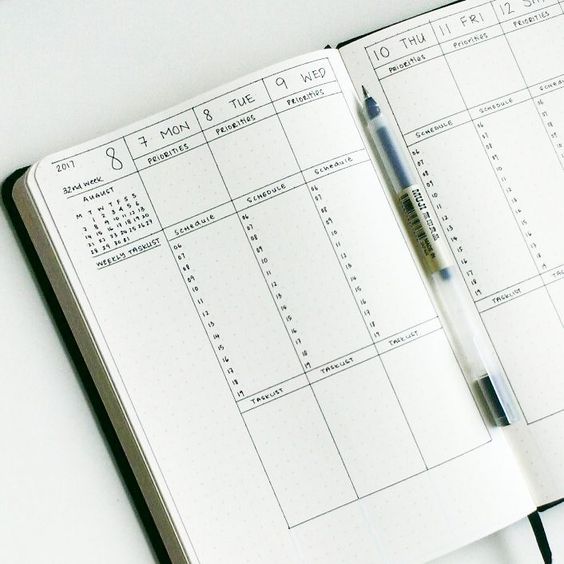 2017 8
32nd week
AUGUST
M T W T F S S
1 2 3 4 5 6
7 8 9 10 11 12 13
14 15 16 17 18 19 20
21 22 23 24 25 26 27
28 29 30 31
WEEKLY TASKLIST
7 MON
PRIORITIES
SCHEDULE
06
07
08
09
10
11
12
13
14
15
16
17
18
19
TASKLIST
8 TUE
PRIORITIES
SCHEDULE
06
07
08
09
10
11
12
13
14
15
16
17
18
19
TASKLIST
9 WED
PRIORITIES
SCHEDULE
06
07
08
09
10
11
12
13
14
15
16
17
18
19
TASKLIST
10 THU
PRIORITIES
SCHEDULE
06
07
08
09
10
11
12
13
14
15
16
17
18
19
TASKLIST
11 FRI
PRIORITIES
SCHEDULE
06
07
08
09
10
11
12
13
14
15
16
17
18
19
TASKLIST
12
PRIORITIES
MUJI